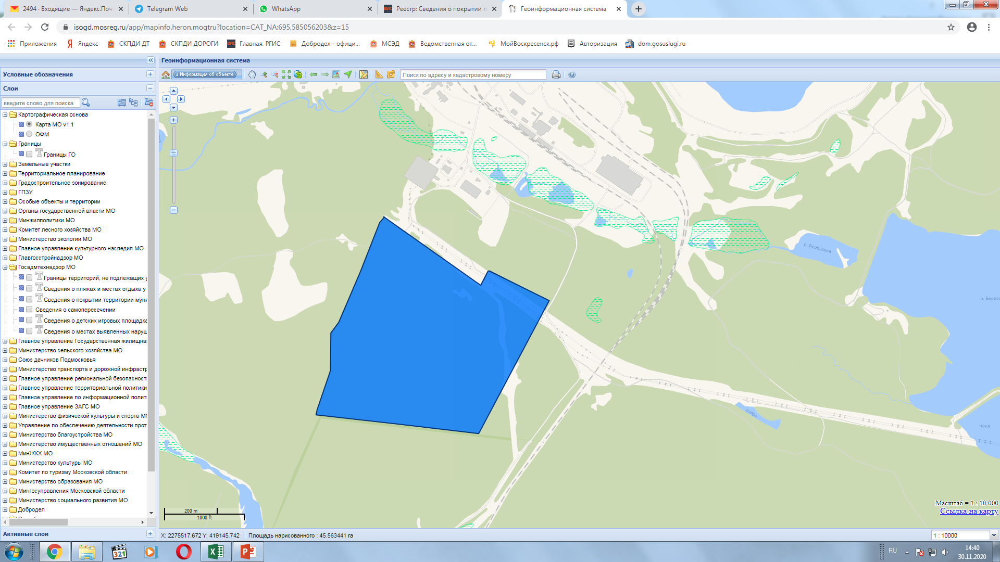 2494 · Входящие — Яндекс.Поч
Telegram Web
WhatsApp
Реестр: Сведения о покрытии т
Геоинформационная система
isogd.mosreg.ru/app/mapinfo.heron.mogtru?location=CAT_NA:695,585056203&z=15
Приложения
Яндекс
СКПДИ ДТ
СКПДИ ДОРОГИ
Главная. РГИС
Добродел - офици...
МСЭД
Ведомственная от...
МойВоскресенск.рф
Авторизация
dom.gosuslugi.ru
Геоинформационная система
Условные обозначения
Информация об объекте
Поиск по адресу и кадастровому номеру
Слои
введите слово для поиска
Картографическая основа
Карта МО v1.1
ОФМ
Границы
Границы ГО
Земельные участки
Территориальное планирование
Градостроительное зонирование
ГПЗУ
Особые объекты и территории
Органы государственной власти МО
Минжилполитики МО
Комитет лесного хозяйства МО
Министерство экологии МО
Главное управление культурного наследия МО
Главгосстройнадзор МО
Госадмтехнадзор МО
Границы территорий, не подлежащих у
Сведения о пляжах и местах отдыха у
Сведения о покрытии территории муни
Сведения о самопересечении
Сведения о детских игровых площадка
Сведения о местах выявленных наруш
Главное управление Государственная жилищна
Министерство сельского хозяйства МО
Союз дачников Подмосковья
Министерство транспорта и дорожной инфрастр
Главное управление региональной безопасност
Главное управление территориальной политики
Главное управление по информационной полит
Главное управление ЗАГС МО
Министерство физической культуры и спорта МО
Управление по обеспечению деятельности прот
Министерство благоустройства МО
Министерство имущественных отношений МО
МинЖКХ МО
Министерство культуры МО
Комитет по туризму Московской области
Министерство образования МО
Мингосуправления Московской области
Министерство социального развития МО
Добродел
Активные слои
р. Березовка
р. Берез
озеро
пруд
200 m
1000 ft
Масштаб = 1 : 10 000
Ссылка на карту
X: 2275517.672 Y: 419145.742
Площадь нарисованного : 45.563441 га
1 : 10000
321
RU
14:40
30.11.2020